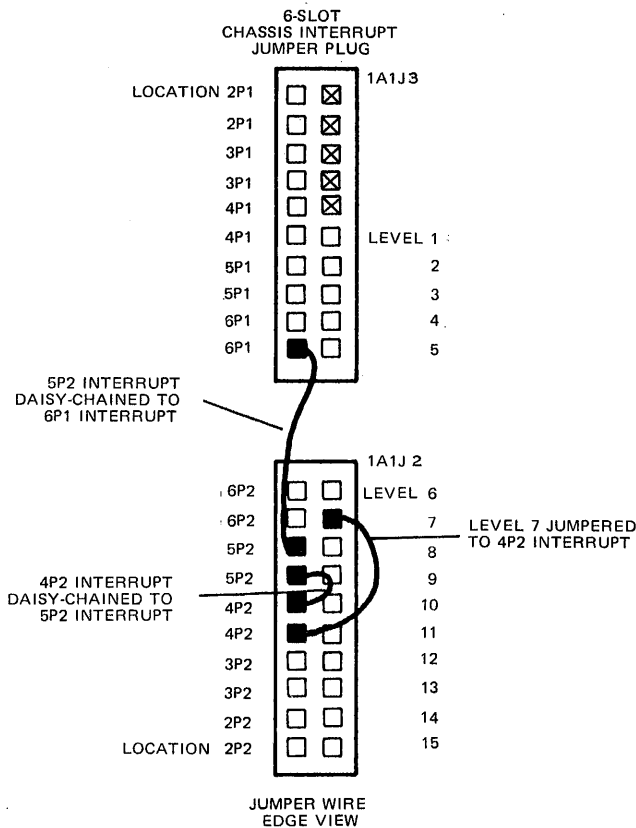 6-SLOT
CHASSIS INTERRUPT
JUMPER PLUG
1A1J3
LOCATION 2P1
2P1
3P1
3P1
4P1
4P1 LEVEL 1
5P1 2
5P1 3
6P1 4
6P1 5
5P2 INTERRUPT
DAISY-CHAINED TO
6P1 INTERRUPT
1A1J2
6P2 LEVEL 6
6P2 7
5P2 8
LEVEL 7 JUMPERED
TO 4P2 INTERRUPT
5P2 9
4P2 INTERRUPT
DAISY-CHAINED TO
5P2 INTERRUPT
4P2 10
4P2 11
3P2 12
3P2 13
2P2 14
LOCATION 2P2 15
JUMPER WIRE
EDGE VIEW